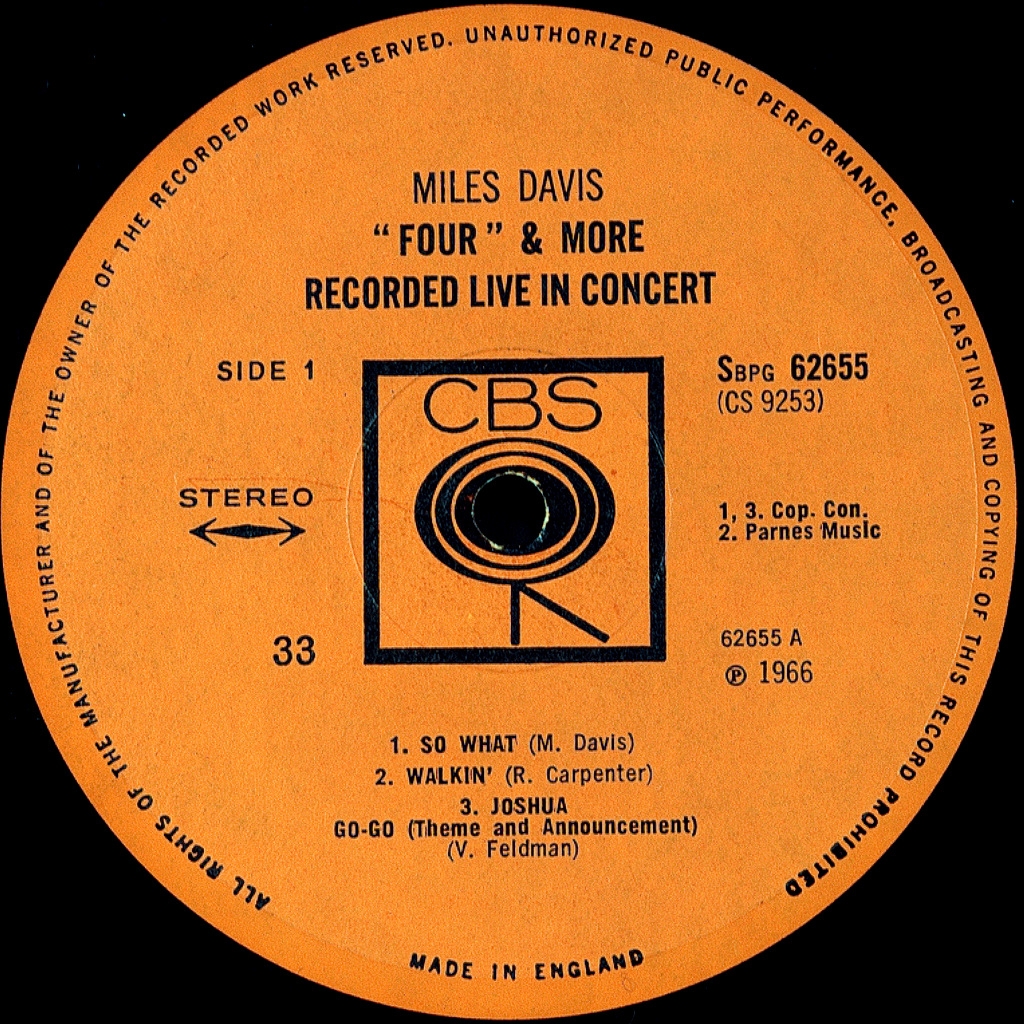 ALL RIGHTS OF THE MANUFACTURER AND OF THE OWNER OF THE RECORDED WORK RESERVED. UNAUTHORIZED PUBLIC PERFORMANCE, BROADCASTING AND COPYING OF THIS RECORD PROHIBITED
MILES DAVIS
“FOUR” & MORE
RECORDED LIVE IN CONCERT
SIDE 1
CBS
SBPG 62655
(CS 9253)
STEREO
1, 3. Cop. Con.
2. Parnes Music
33
62655 A
℗ 1966
1. SO WHAT (M. Davis)
2. WALKIN' (R. Carpenter)
3. JOSHUA
GO-GO (Theme and Announcement)
(V. Feldman)
MADE IN ENGLAND